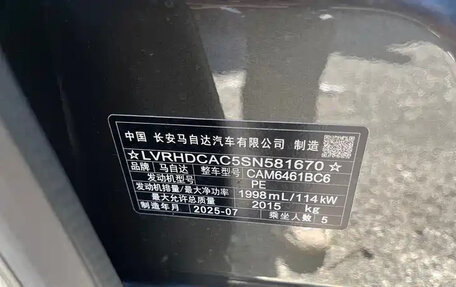 中国 长安马自达汽车有限公司 制造
☆LVRHDCAC5SN581670☆
品牌 马自达 整车型号 CAM6461BC6
发动机型号 PE
发动机排量/最大净功率 1998mL/114kW
最大允许总质量 2015 kg
制造年月 2025-07 乘坐人数 5